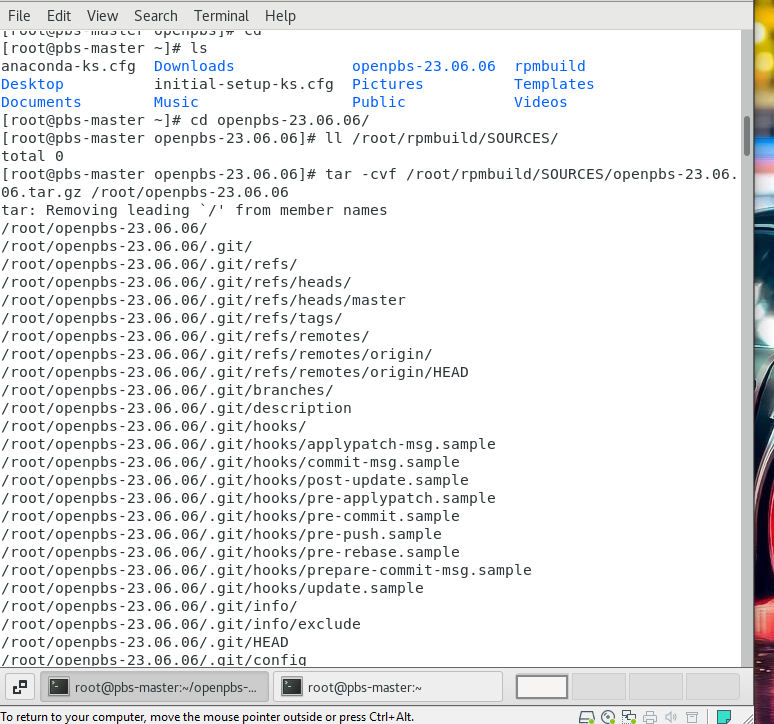 File Edit View Search Terminal Help
[root@pbs-master openpbs]# cd
[root@pbs-master ~]# ls
anaconda-ks.cfg Downloads openpbs-23.06.06 rpmbuild
Desktop initial-setup-ks.cfg Pictures Templates
Documents Music Public Videos
[root@pbs-master ~]# cd openpbs-23.06.06/
[root@pbs-master openpbs-23.06.06]# ll /root/rpmbuild/SOURCES/
total 0
[root@pbs-master openpbs-23.06.06]# tar -cvf /root/rpmbuild/SOURCES/openpbs-23.06.
06.tar.gz /root/openpbs-23.06.06
tar: Removing leading `/' from member names
/root/openpbs-23.06.06/
/root/openpbs-23.06.06/.git/
/root/openpbs-23.06.06/.git/refs/
/root/openpbs-23.06.06/.git/refs/heads/
/root/openpbs-23.06.06/.git/refs/heads/master
/root/openpbs-23.06.06/.git/refs/tags/
/root/openpbs-23.06.06/.git/refs/remotes/
/root/openpbs-23.06.06/.git/refs/remotes/origin/
/root/openpbs-23.06.06/.git/refs/remotes/origin/HEAD
/root/openpbs-23.06.06/.git/branches/
/root/openpbs-23.06.06/.git/description
/root/openpbs-23.06.06/.git/hooks/
/root/openpbs-23.06.06/.git/hooks/applypatch-msg.sample
/root/openpbs-23.06.06/.git/hooks/commit-msg.sample
/root/openpbs-23.06.06/.git/hooks/post-update.sample
/root/openpbs-23.06.06/.git/hooks/pre-applypatch.sample
/root/openpbs-23.06.06/.git/hooks/pre-commit.sample
/root/openpbs-23.06.06/.git/hooks/pre-push.sample
/root/openpbs-23.06.06/.git/hooks/pre-rebase.sample
/root/openpbs-23.06.06/.git/hooks/prepare-commit-msg.sample
/root/openpbs-23.06.06/.git/hooks/update.sample
/root/openpbs-23.06.06/.git/info/
/root/openpbs-23.06.06/.git/info/exclude
/root/openpbs-23.06.06/.git/HEAD
/root/openpbs-23.06.06/.git/config
root@pbs-master:~/openpbs-... root@pbs-master:~
To return to your computer, move the mouse pointer outside or press Ctrl+Alt.